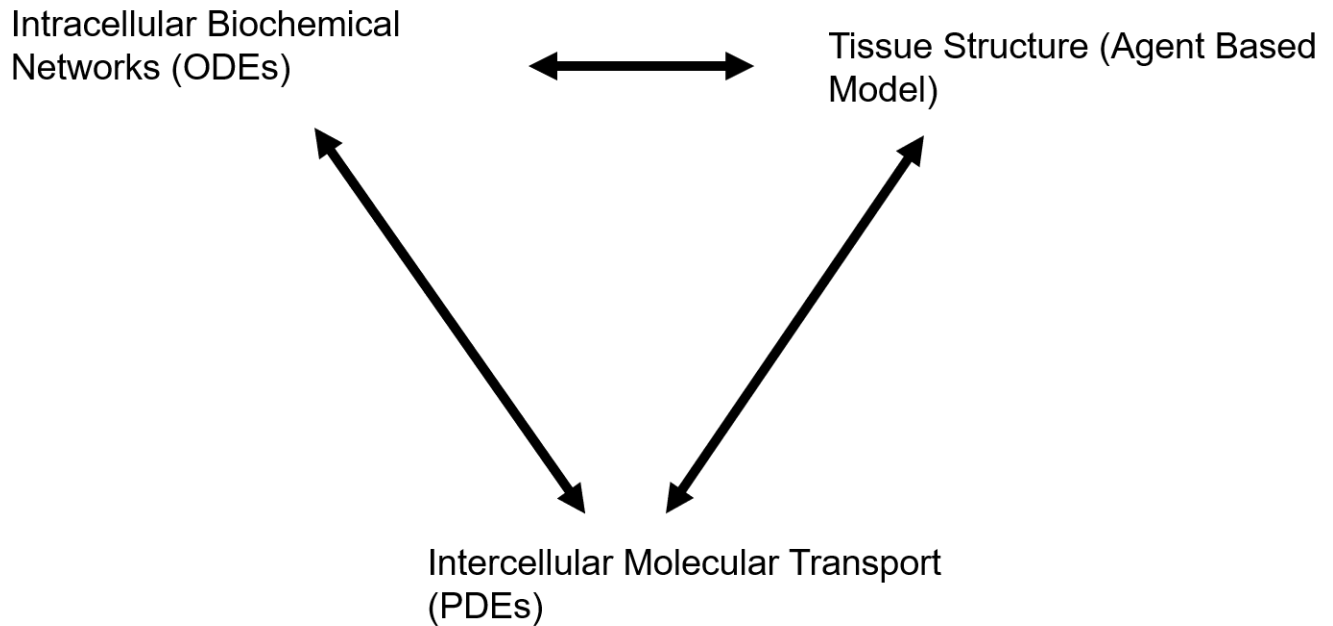 Intracellular Biochemical
Networks (ODEs)
Tissue Structure (Agent Based
Model)
Intercellular Molecular Transport
(PDEs)